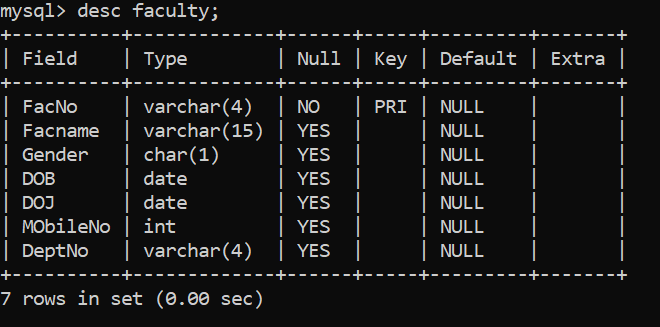 mysql> desc faculty;
+----------+-------------+------+-----+---------+-------+
| Field    | Type        | Null | Key | Default | Extra |
+----------+-------------+------+-----+---------+-------+
| FacNo    | varchar(4)  | NO   | PRI | NULL    |       |
| Facname  | varchar(15) | YES  |     | NULL    |       |
| Gender   | char(1)     | YES  |     | NULL    |       |
| DOB      | date        | YES  |     | NULL    |       |
| DOJ      | date        | YES  |     | NULL    |       |
| MObileNo | int         | YES  |     | NULL    |       |
| DeptNo   | varchar(4)  | YES  |     | NULL    |       |
+----------+-------------+------+-----+---------+-------+
7 rows in set (0.00 sec)